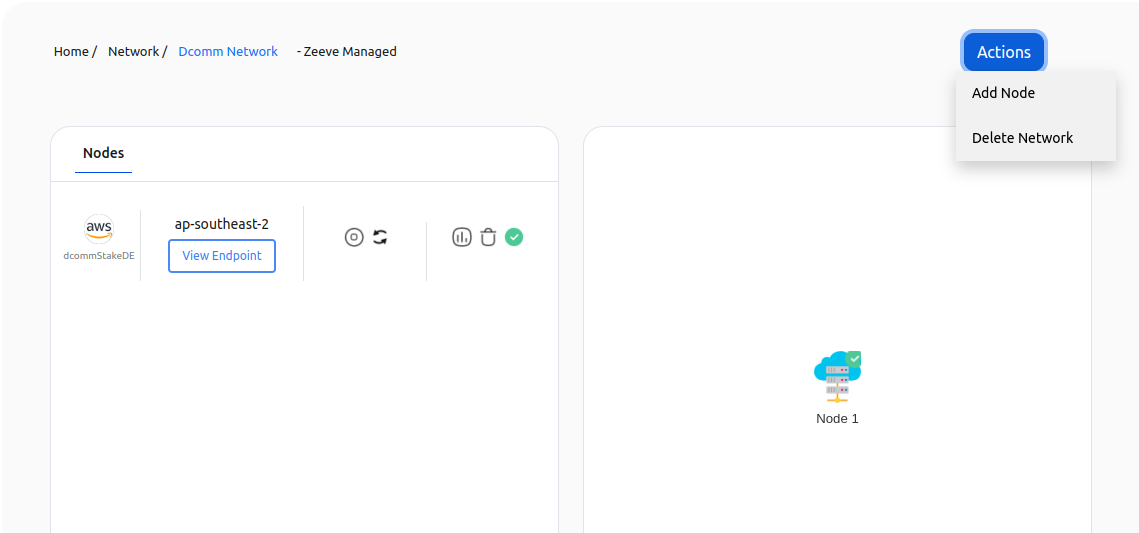 Home / Network / Dcomm Network - Zeeve Managed
Actions
Add Node
Delete Network
Nodes
aws
dcommStakeDE
ap-southeast-2
View Endpoint
Node 1